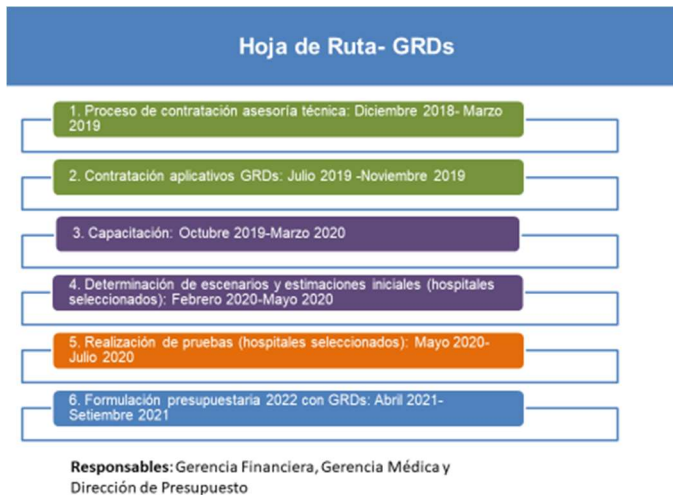 Hoja de Ruta- GRDs
1. Proceso de contratación asesoría técnica: Diciembre 2018- Marzo
2019
2. Contratación aplicativos GRDs: Julio 2019 -Noviembre 2019
3. Capacitación: Octubre 2019-Marzo 2020
4. Determinación de escenarios y estimaciones iniciales (hospitales
seleccionados): Febrero 2020-Mayo 2020
5. Realización de pruebas (hospitales seleccionados): Mayo 2020-
Julio 2020
6. Formulación presupuestaria 2022 con GRDs: Abril 2021-
Setiembre 2021
Responsables: Gerencia Financiera, Gerencia Médica y
Dirección de Presupuesto